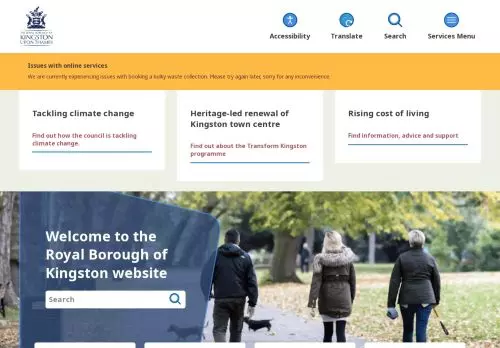 THE ROYAL BOROUGH OF
KINGSTON
UPON THAMES
Accessibility
Translate
Search
Services Menu
Issues with online services
We are currently experiencing issues with booking a bulky waste collection. Please try again later, sorry for any inconvenience.
Tackling climate change
Find out how the council is tackling
climate change.
Heritage-led renewal of
Kingston town centre
Find out about the Transform Kingston
programme
Rising cost of living
Find information, advice and support
Welcome to the
Royal Borough of
Kingston website
Search